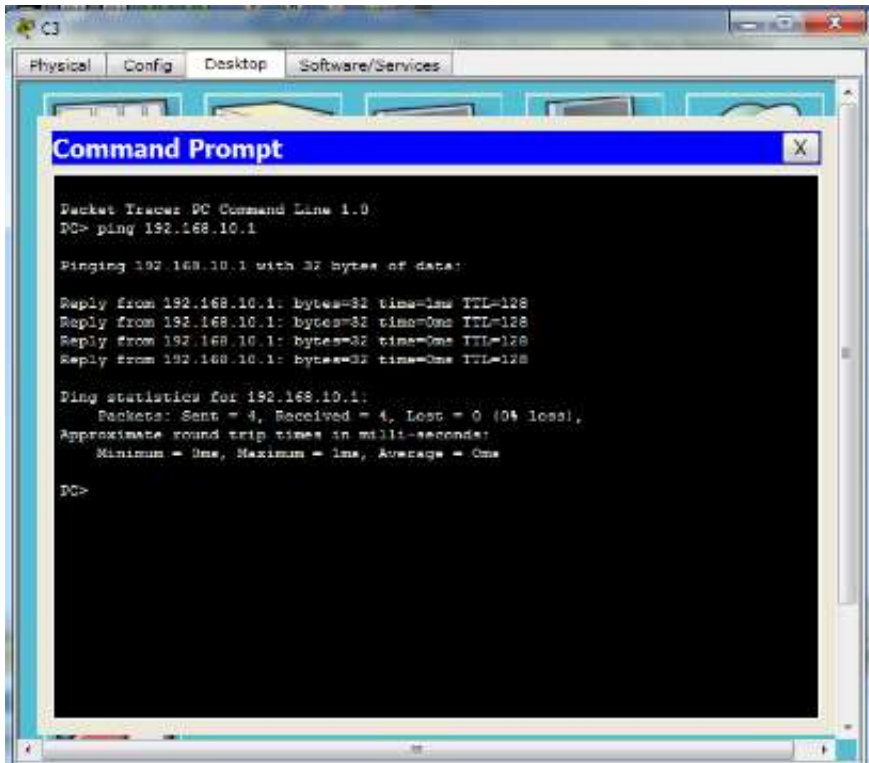 C3
Physical Config Desktop Software/Services
Command Prompt
X
Packet Tracer PC Command Line 1.0
PC> ping 192.168.10.1
Pinging 192.168.10.1 with 32 bytes of data:
Reply from 192.168.10.1: bytes=32 time=1ms TTL=128
Reply from 192.168.10.1: bytes=32 time=0ms TTL=128
Reply from 192.168.10.1: bytes=32 time=0ms TTL=128
Reply from 192.168.10.1: bytes=32 time=0ms TTL=128
Ping statistics for 192.168.10.1:
Packets: Sent = 4, Received = 4, Lost = 0 (0% loss),
Approximate round trip times in milli-seconds:
Minimum = 0ms, Maximum = 1ms, Average = 0ms
PC>